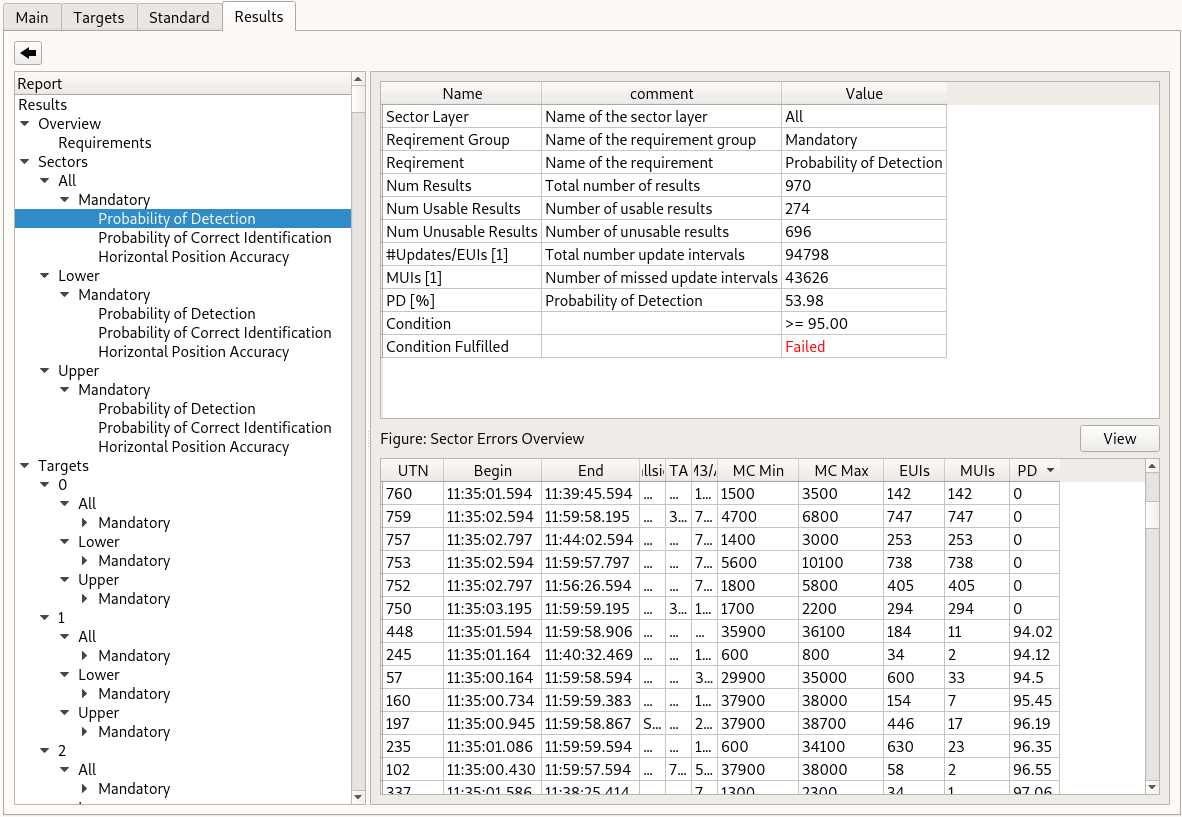 Main Targets Standard Results
Report
Results
Overview
Requirements
Sectors
All
Mandatory
Probability of Detection
Probability of Correct Identification
Horizontal Position Accuracy
Lower
Mandatory
Probability of Detection
Probability of Correct Identification
Horizontal Position Accuracy
Upper
Mandatory
Probability of Detection
Probability of Correct Identification
Horizontal Position Accuracy
Targets
0
All
Mandatory
Lower
Mandatory
Upper
Mandatory
1
All
Mandatory
Lower
Mandatory
Upper
Mandatory
2
All
Mandatory
Name comment Value
Sector Layer Name of the sector layer All
Reqirement Group Name of the requirement group Mandatory
Reqirement Name of the requirement Probability of Detection
Num Results Total number of results 970
Num Usable Results Number of usable results 274
Num Unusable Results Number of unusable results 696
#Updates/EUIs [1] Total number update intervals 94798
MUIs [1] Number of missed update intervals 43626
PD [%] Probability of Detection 53.98
Condition >= 95.00
Condition Fulfilled Failed
Figure: Sector Errors Overview View
UTN Begin End TA MC Min MC Max EUIs MUIs PD
760 11:35:01.594 11:39:45.594 ... ... 1... 1500 3500 142 142 0
759 11:35:02.594 11:59:58.195 ... 3... 7... 4700 6800 747 747 0
757 11:35:02.797 11:44:02.594 ... ... 7... 1400 3000 253 253 0
753 11:35:02.594 11:59:57.797 ... ... 7... 5600 10100 738 738 0
752 11:35:02.797 11:56:26.594 ... ... 7... 1800 5800 405 405 0
750 11:35:03.195 11:59:59.195 ... 3... 1... 1700 2200 294 294 0
448 11:35:01.594 11:59:58.906 ... ... ... 35900 36100 184 11 94.02
245 11:35:01.164 11:40:32.469 ... ... 1... 600 800 34 2 94.12
57 11:35:00.164 11:59:58.594 ... ... 3... 29900 35000 600 33 94.5
160 11:35:00.734 11:59:59.383 ... ... 1... 37900 38000 154 7 95.45
197 11:35:00.945 11:59:58.867 S... ... 2... 37900 38700 446 17 96.19
235 11:35:01.086 11:59:59.594 ... ... 1... 600 34100 630 23 96.35
102 11:35:00.430 11:59:57.594 ... 7... 5... 37900 38000 58 2 96.55
337 11:35:01.586 11:38:25.414 7... 1300 2300 34 1 97.06